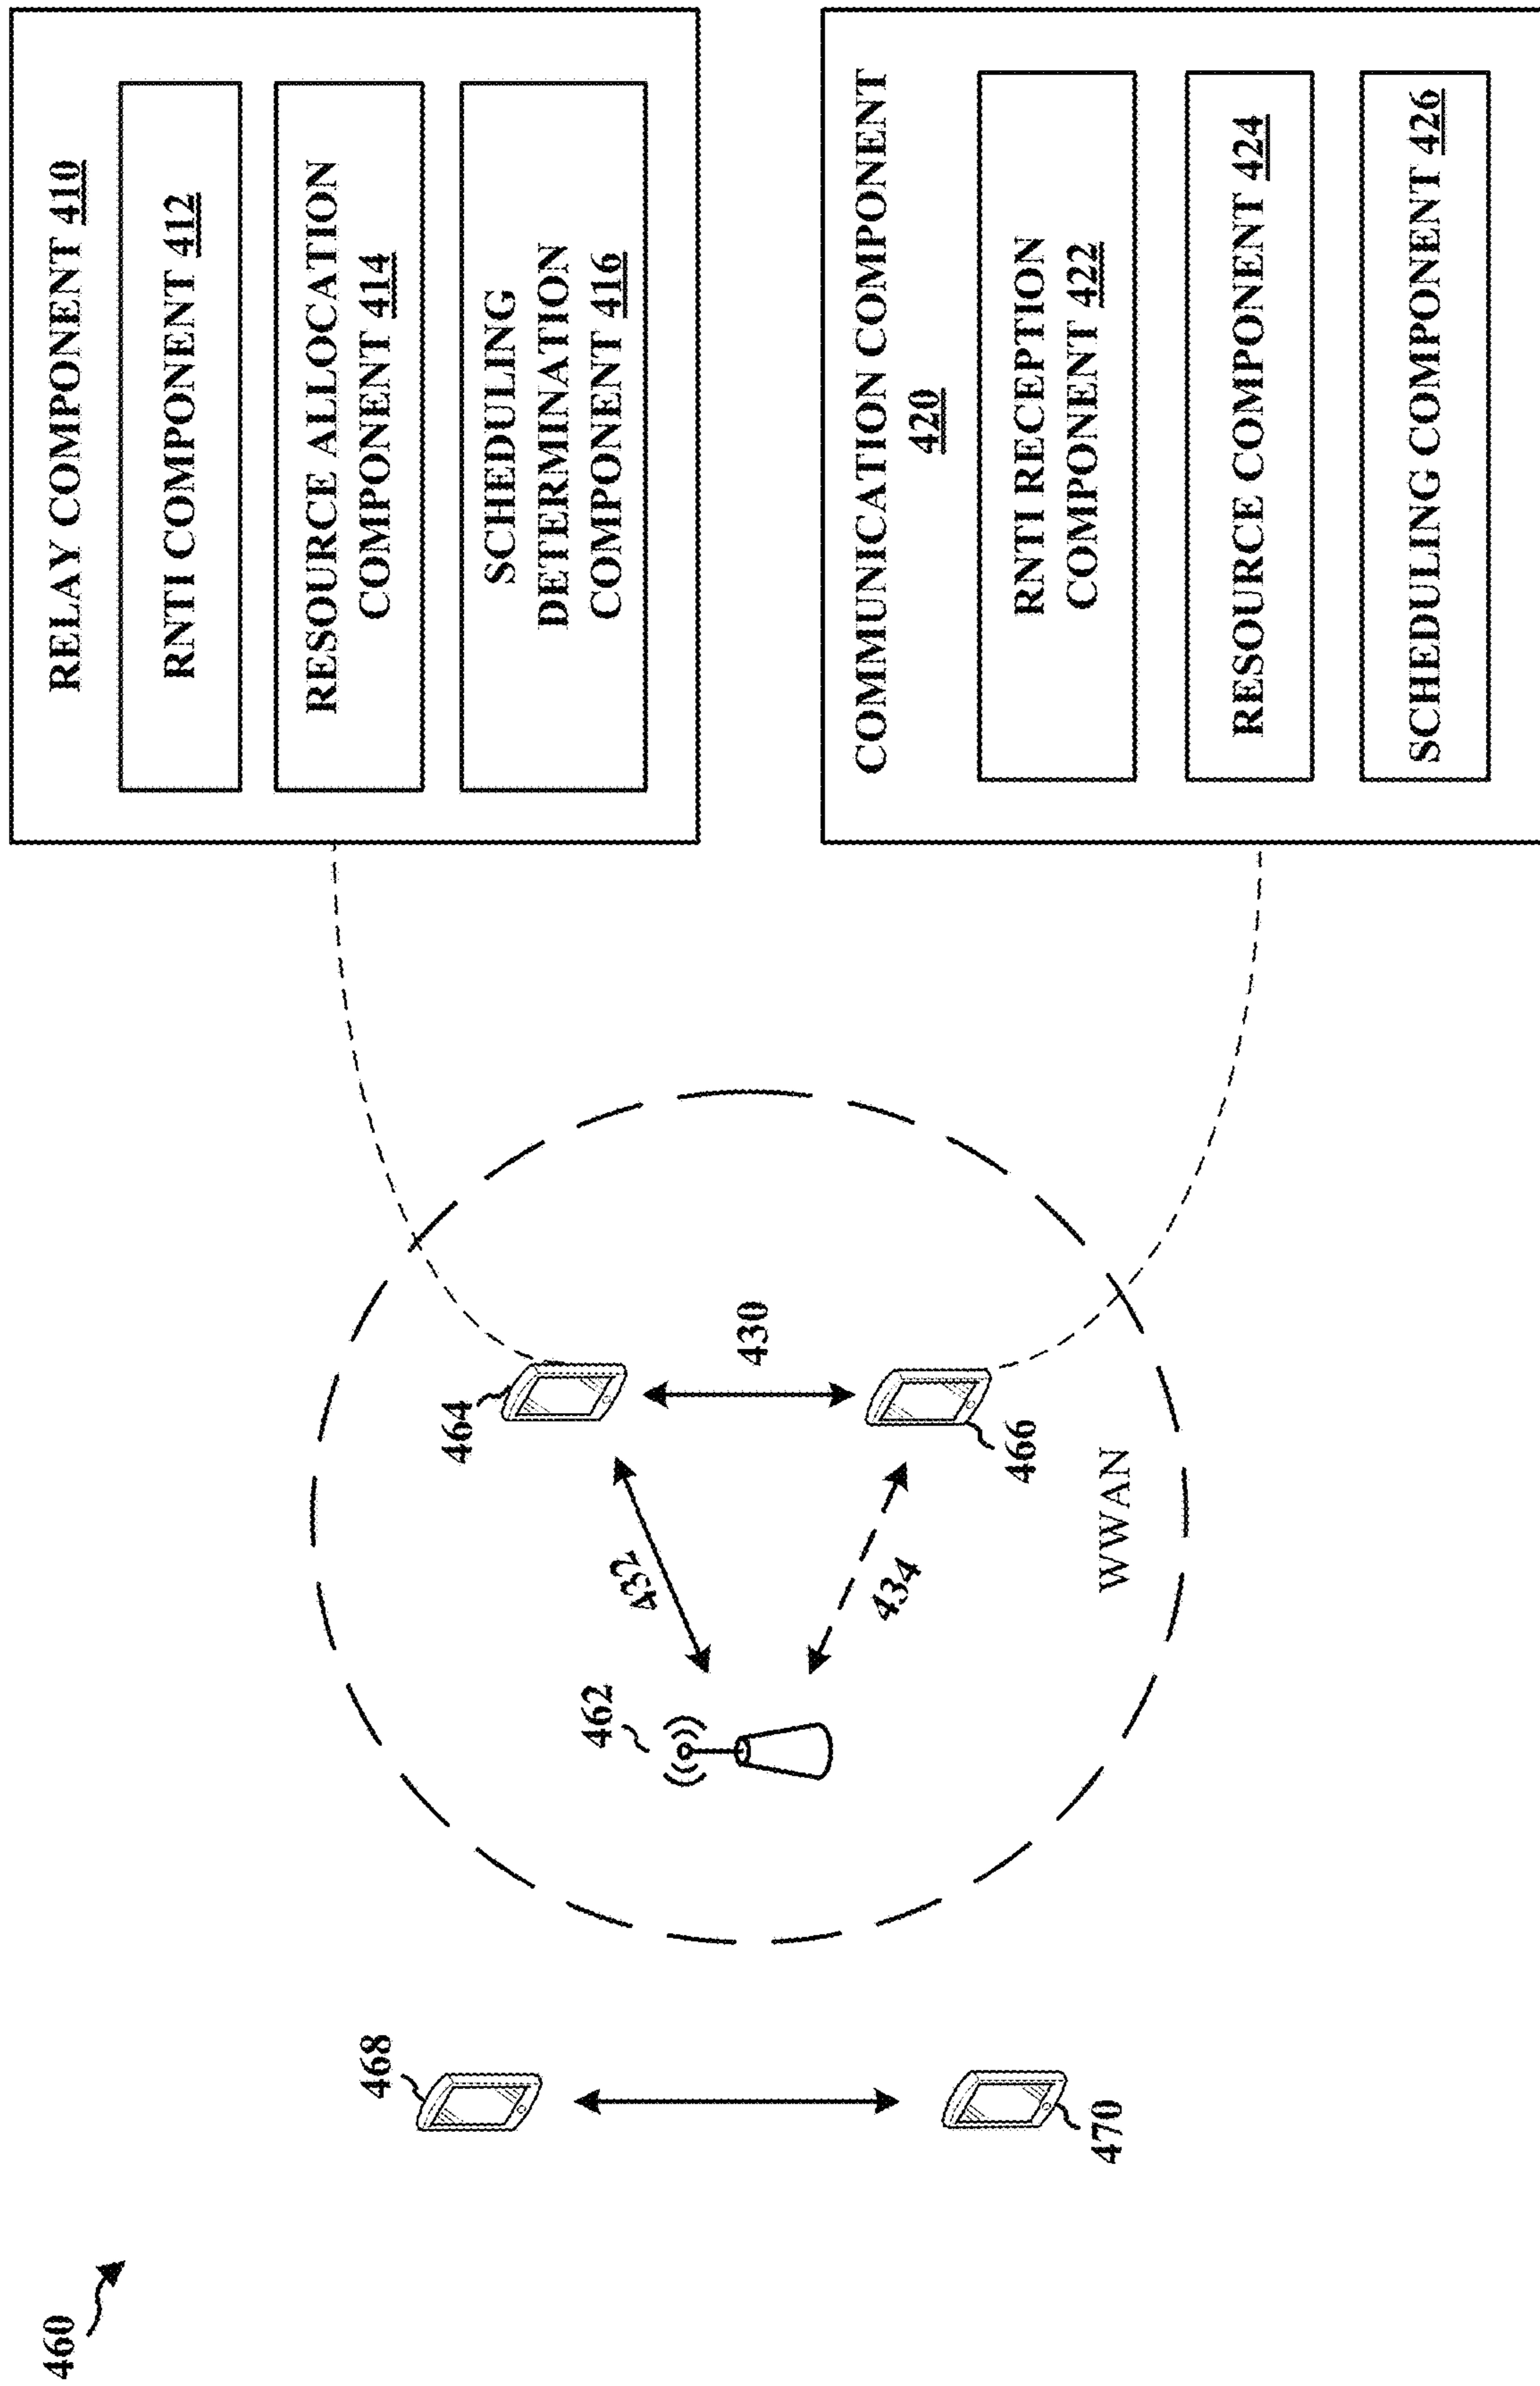 460
468
470
462
432
434
464
430
466
WWAN
RELAY COMPONENT 410
RNTI COMPONENT 412
RESOURCE ALLOCATION
COMPONENT 414
SCHEDULING
DETERMINATION
COMPONENT 416
COMMUNICATION COMPONENT
420
RNTI RECEPTION
COMPONENT 422
RESOURCE COMPONENT 424
SCHEDULING COMPONENT 426